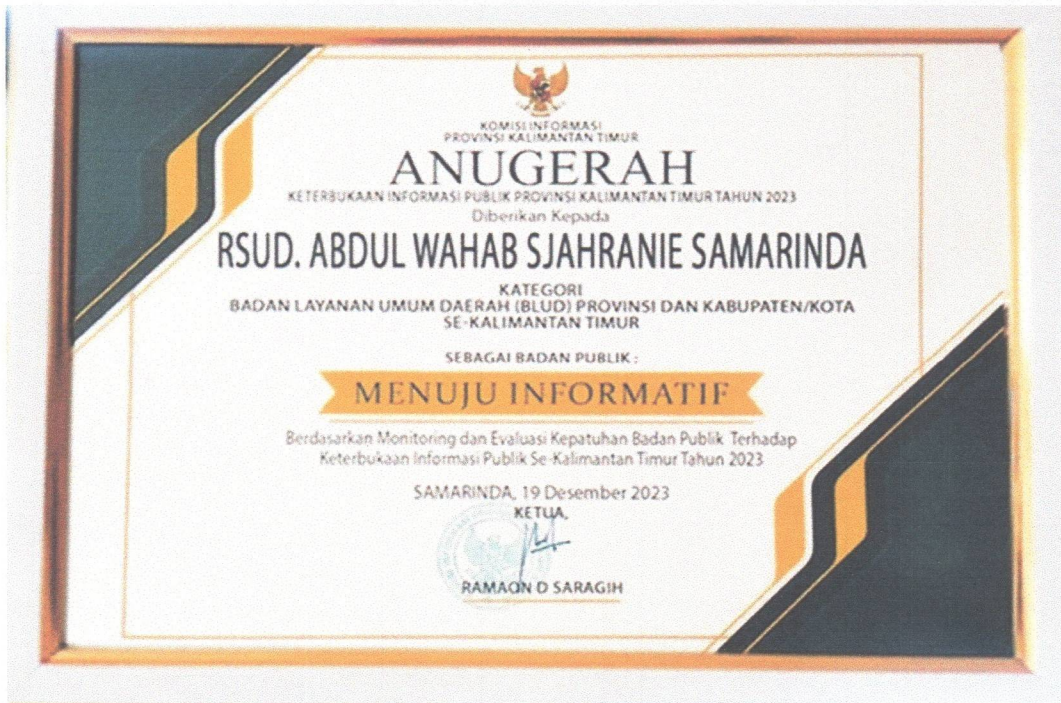 KOMISI INFORMASI
PROVINSI KALIMANTAN TIMUR
ANUGERAH
KETERBUKAAN INFORMASI PUBLIK PROVINSI KALIMANTAN TIMUR TAHUN 2023
Diberikan Kepada
RSUD. ABDUL WAHAB SJAHRANIE SAMARINDA
KATEGORI
BADAN LAYANAN UMUM DAERAH (BLUD) PROVINSI DAN KABUPATEN/KOTA
SE-KALIMANTAN TIMUR
SEBAGAI BADAN PUBLIK :
MENUJU INFORMATIF
Berdasarkan Monitoring dan Evaluasi Kepatuhan Badan Publik Terhadap
Keterbukaan Informasi Publik Se-Kalimantan Timur Tahun 2023
SAMARINDA, 19 Desember 2023
KETUA,
RAMAON D SARAGIH